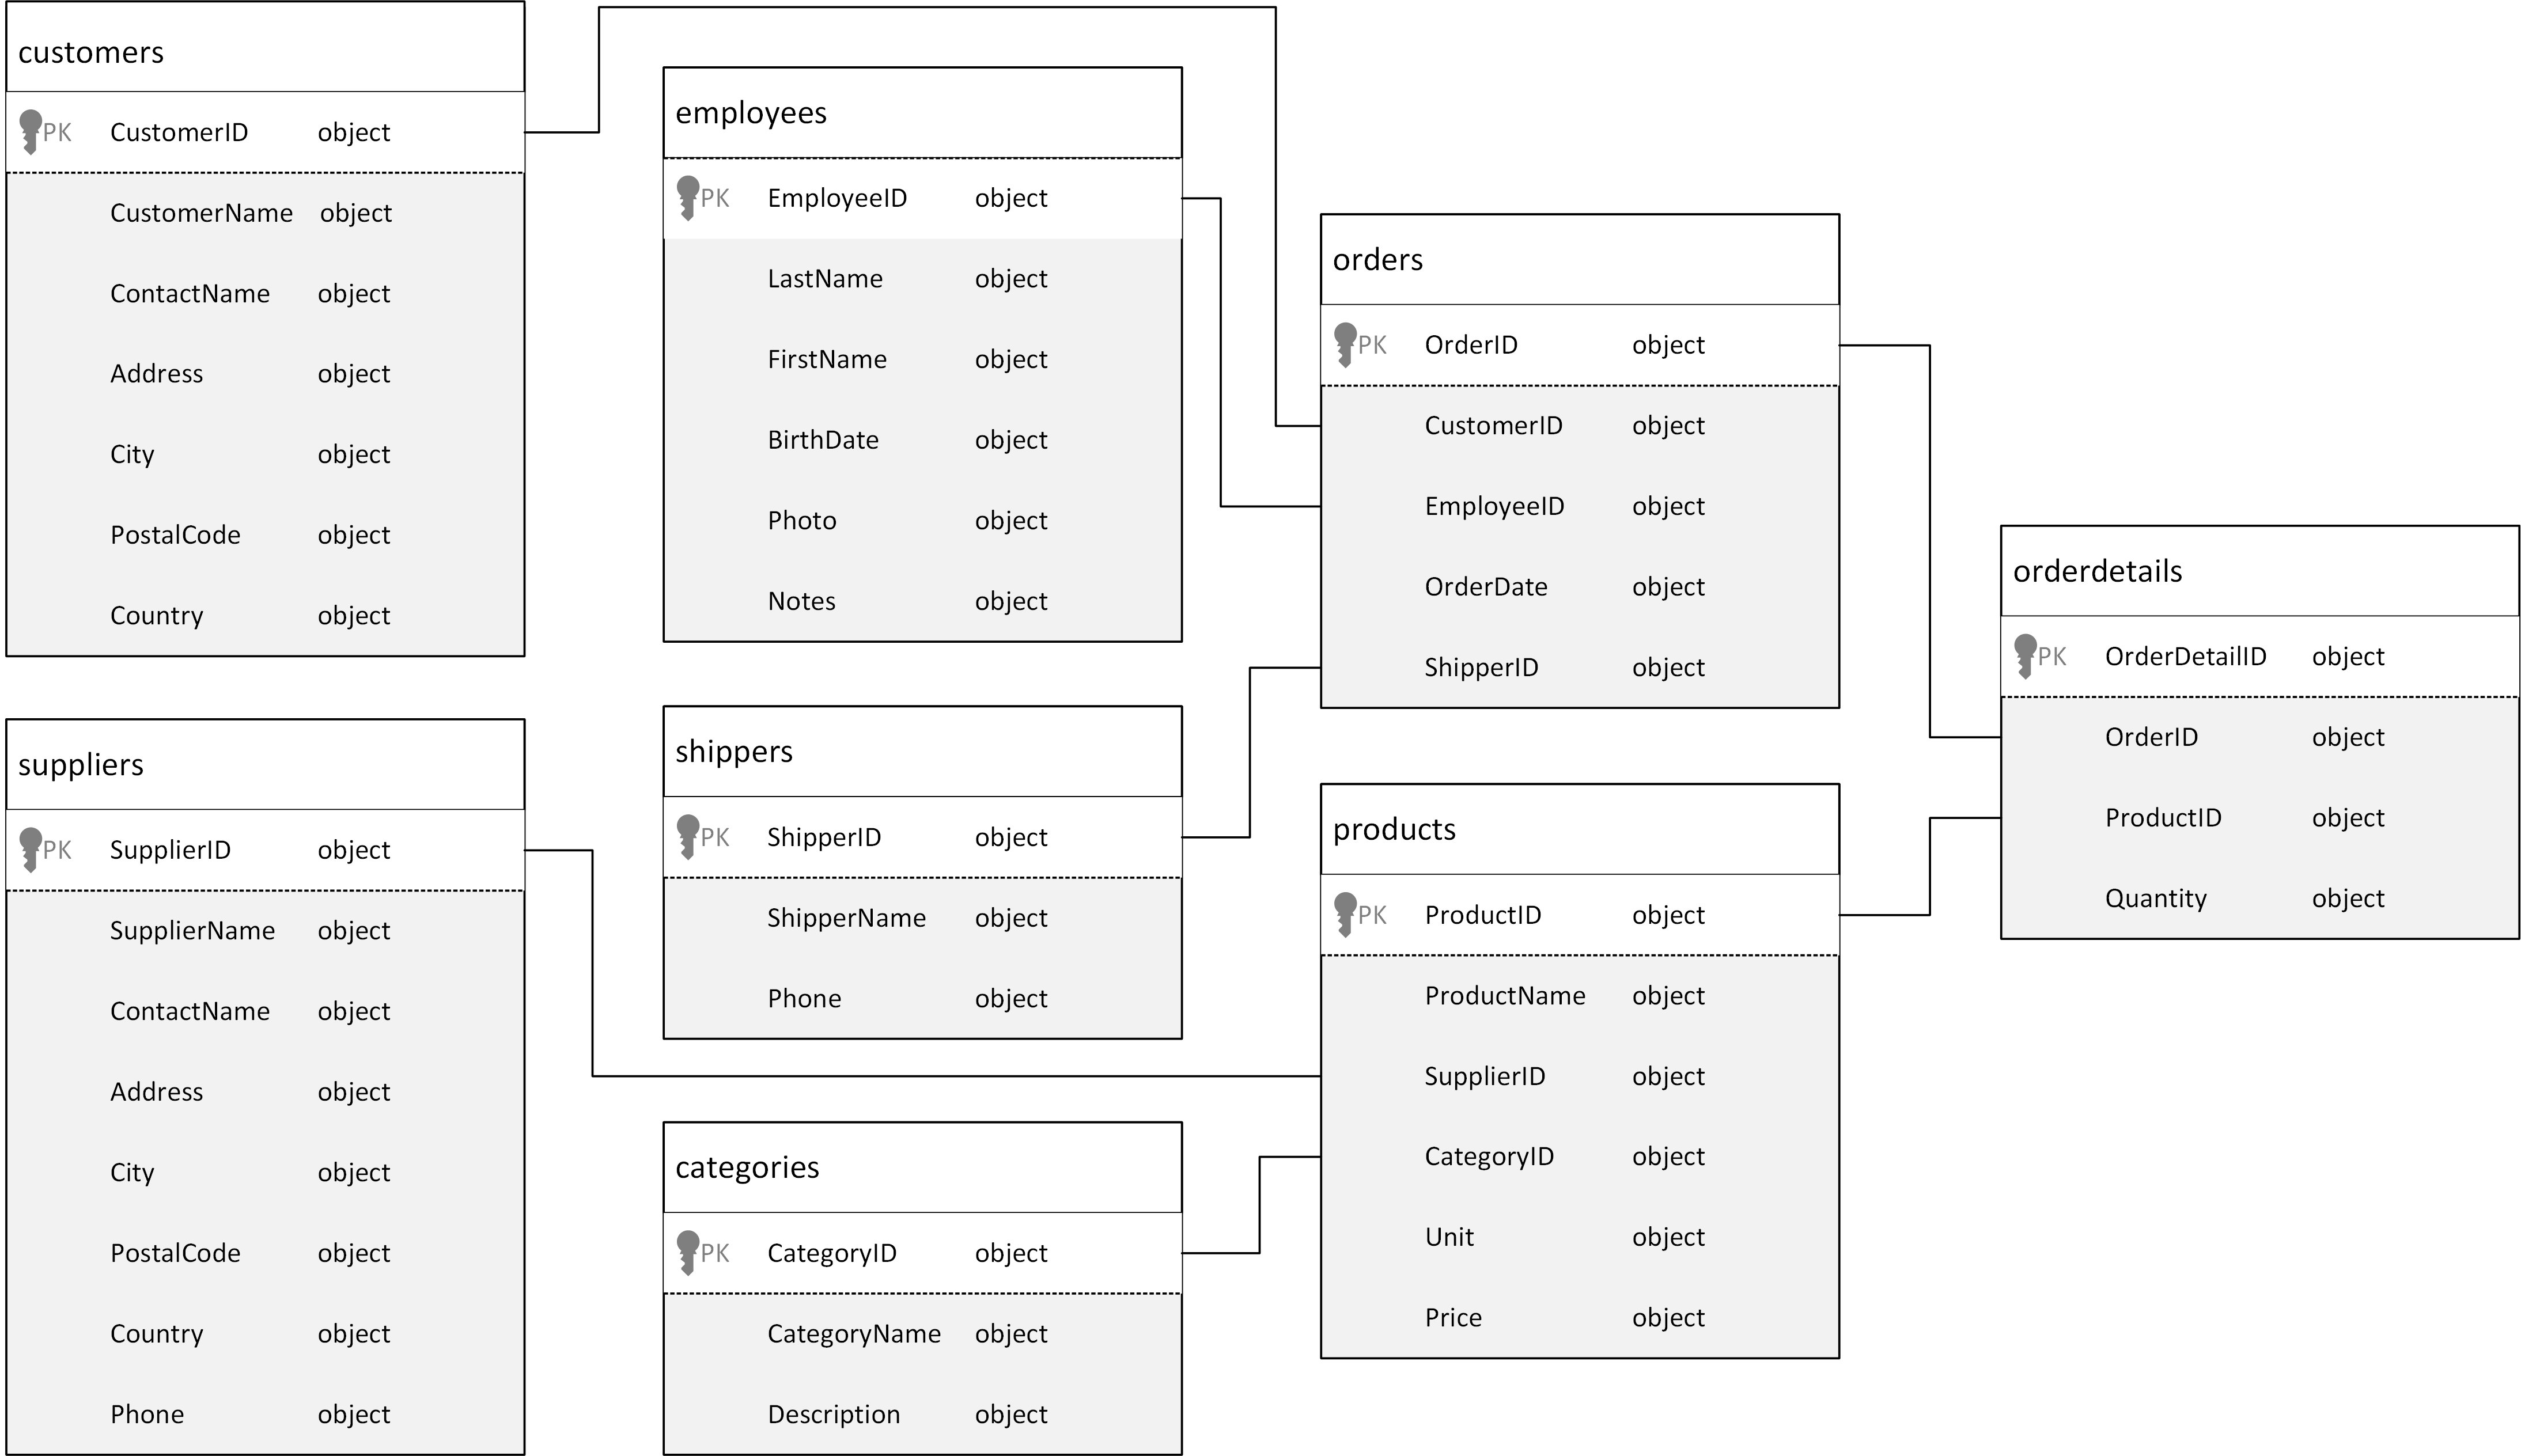 customers
PK CustomerID object
CustomerName object
ContactName object
Address object
City object
PostalCode object
Country object
employees
PK EmployeeID object
LastName object
FirstName object
BirthDate object
Photo object
Notes object
orders
PK OrderID object
CustomerID object
EmployeeID object
OrderDate object
ShipperID object
orderdetails
PK OrderDetailID object
OrderID object
ProductID object
Quantity object
suppliers
PK SupplierID object
SupplierName object
ContactName object
Address object
City object
PostalCode object
Country object
Phone object
shippers
PK ShipperID object
ShipperName object
Phone object
products
PK ProductID object
ProductName object
SupplierID object
CategoryID object
Unit object
Price object
categories
PK CategoryID object
CategoryName object
Description object